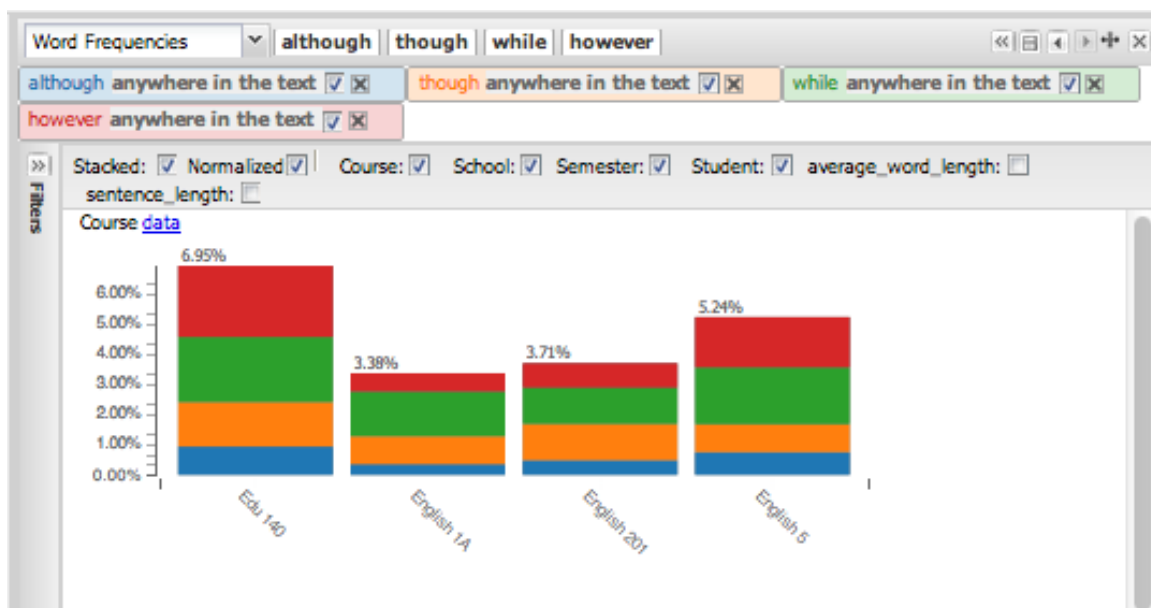 Word Frequencies although though while however
although anywhere in the text though anywhere in the text while anywhere in the text
however anywhere in the text
Filters
Stacked: Normalized Course: School: Semester: Student: average_word_length:
sentence_length:
Course data
6.95%
6.00%
5.00%
4.00%
3.00%
2.00%
1.00%
0.00%
3.38%
3.71%
5.24%
Edu 140
English 1A
English 201
English 5